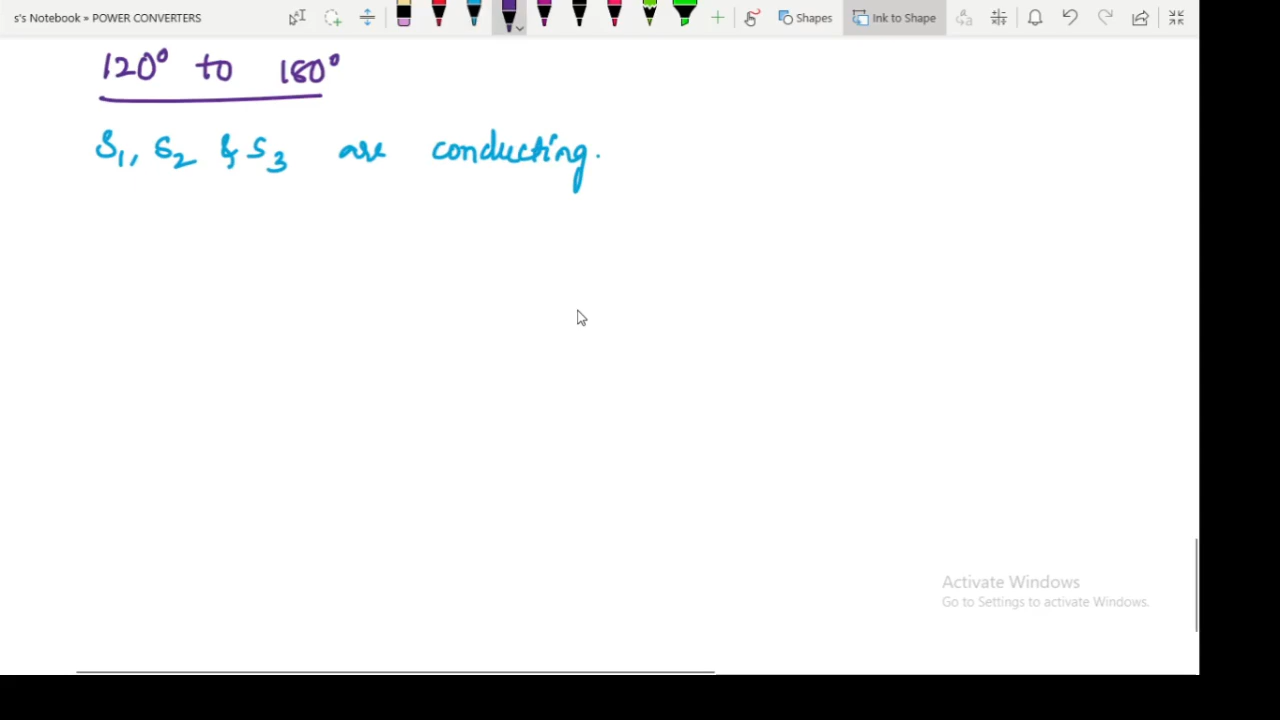 s's Notebook » POWER CONVERTERS
Shapes
Ink to Shape
120° to 180°
S1, S2 & S3 are conducting.
Activate Windows
Go to Settings to activate Windows.